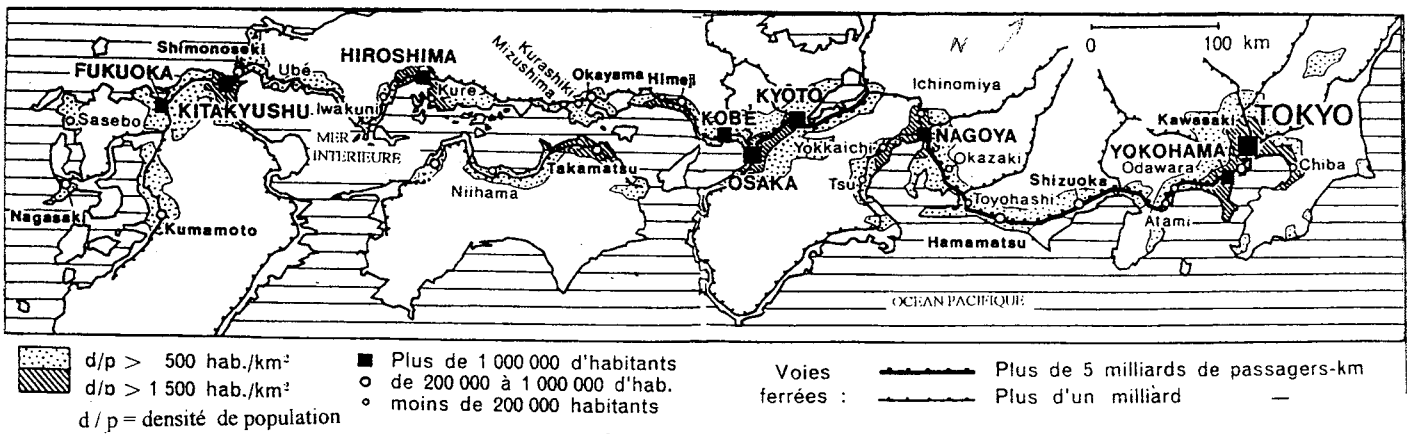 Shimonoseki
HIROSHIMA
FUKUOKA
Ubé
Kurashiki
Mizushima
Okayama
Himeji
KYŌTO
Ichinomiya
N
0 100 km
Kawasaki
TOKYO
KITAKYUSHU
Iwakuni
Kure
KOBÉ
Sasebo
MER
INTERIEURE
Yokkaichi
NAGOYA
YOKOHAMA
Odawara
Chiba
Takamatsu
Okazaki
OSAKA
Tsu
Shizuoka
Niihama
Toyohashi
Atami
Nagasaki
Kumamoto
Hamamatsu
OCEAN PACIFIQUE
d/p > 500 hab./km²
d/p > 1 500 hab./km²
d / p = densité de population
Plus de 1 000 000 d'habitants
de 200 000 à 1 000 000 d'hab.
moins de 200 000 habitants
Voies
ferrées :
Plus de 5 milliards de passagers-km
Plus d'un milliard —